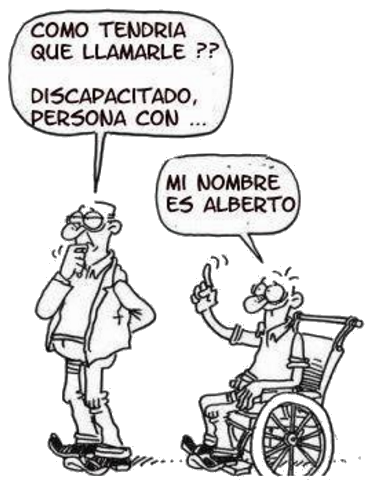 COMO TENDRIA
QUE LLAMARLE ??
DISCAPACITADO,
PERSONA CON ...
MI NOMBRE
ES ALBERTO